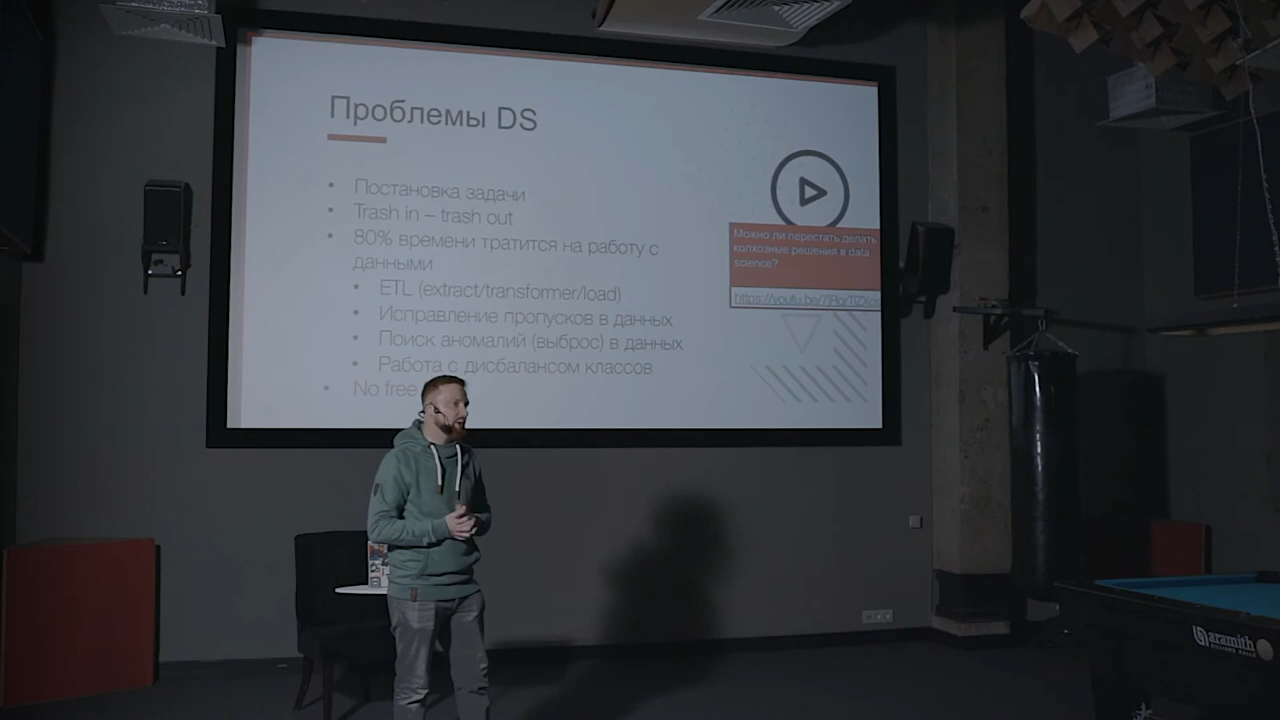 Проблемы DS
Постановка задачи
Trash in – trash out
80% времени тратится на работу с
данными
ETL (extract/transformer/load)
Исправление пропусков в данных
Поиск аномалий (выброс) в данных
Работа с дисбалансом классов
No free
Можно ли перестать делать
колхозные решения в data
science?
aramith